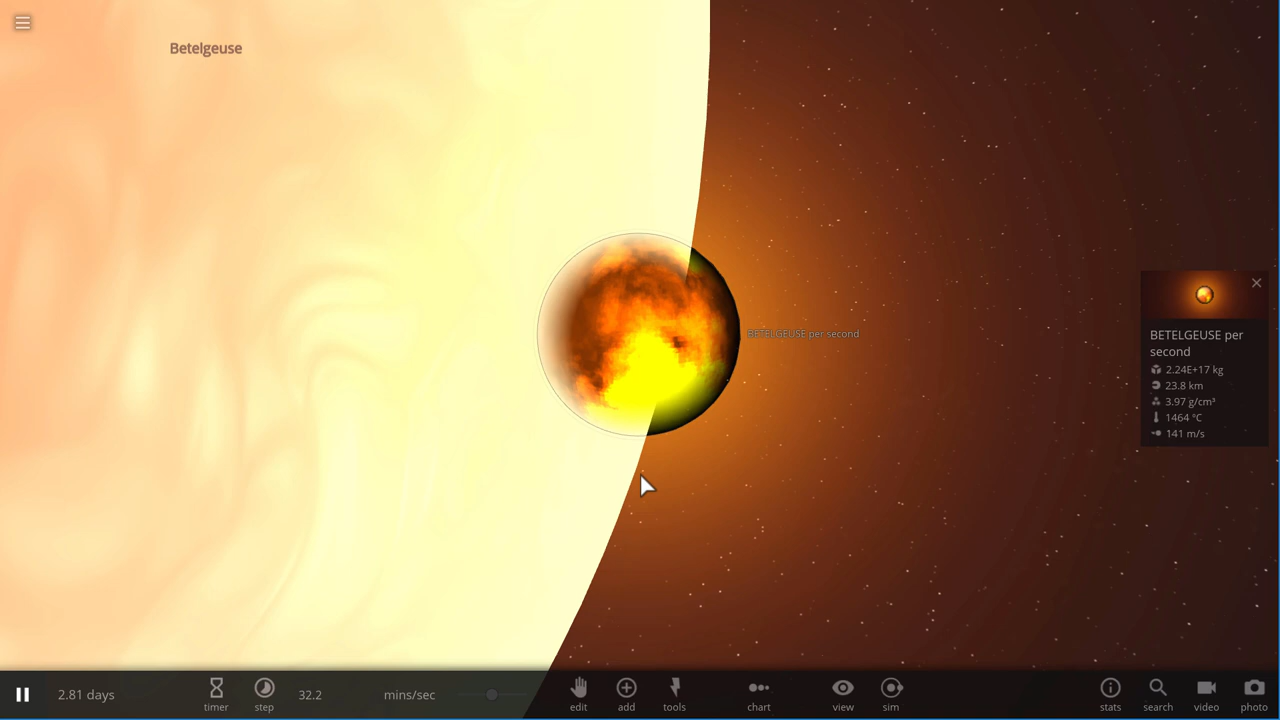 Betelgeuse
BETELGEUSE per second
BETELGEUSE per
second
2.24E+17 kg
23.8 km
3.97 g/cm³
1464 °C
141 m/s
2.81 days
timer
step
32.2
mins/sec
edit
add
tools
chart
view
sim
stats
search
video
photo